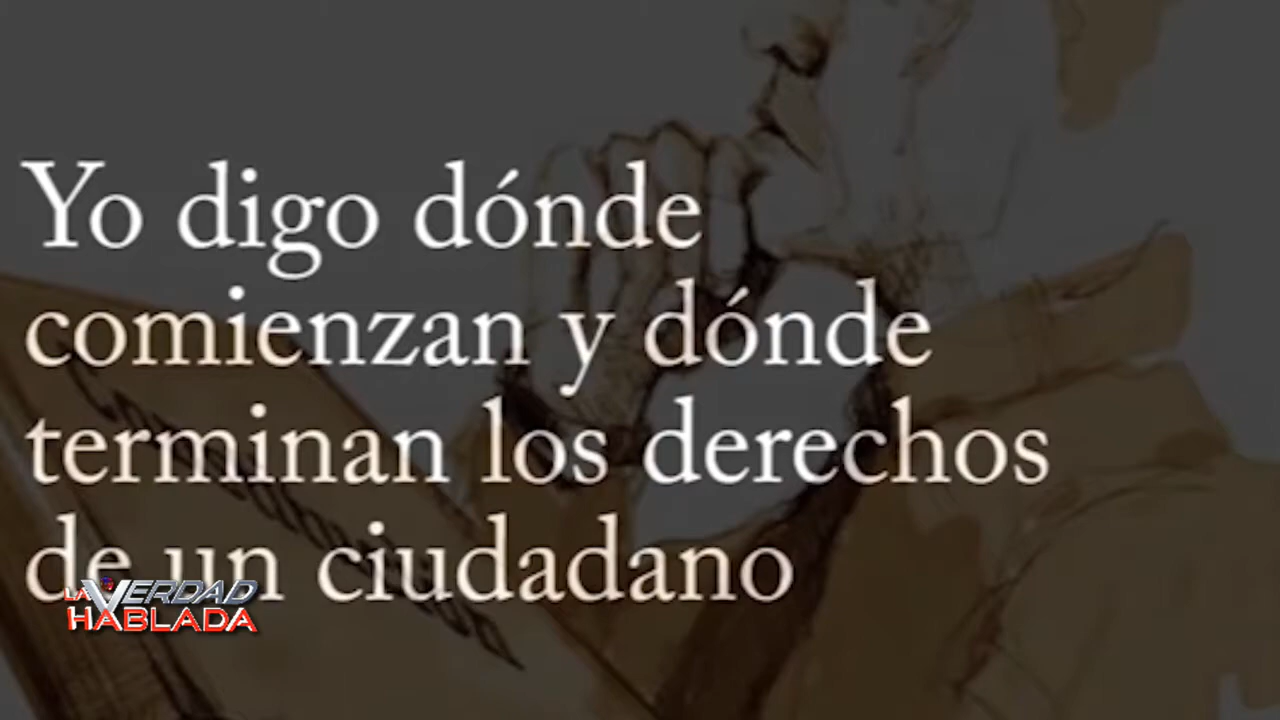 Yo digo dónde
comienzan y dónde
terminan los derechos
de un ciudadano
LA VERDAD
HABLADA